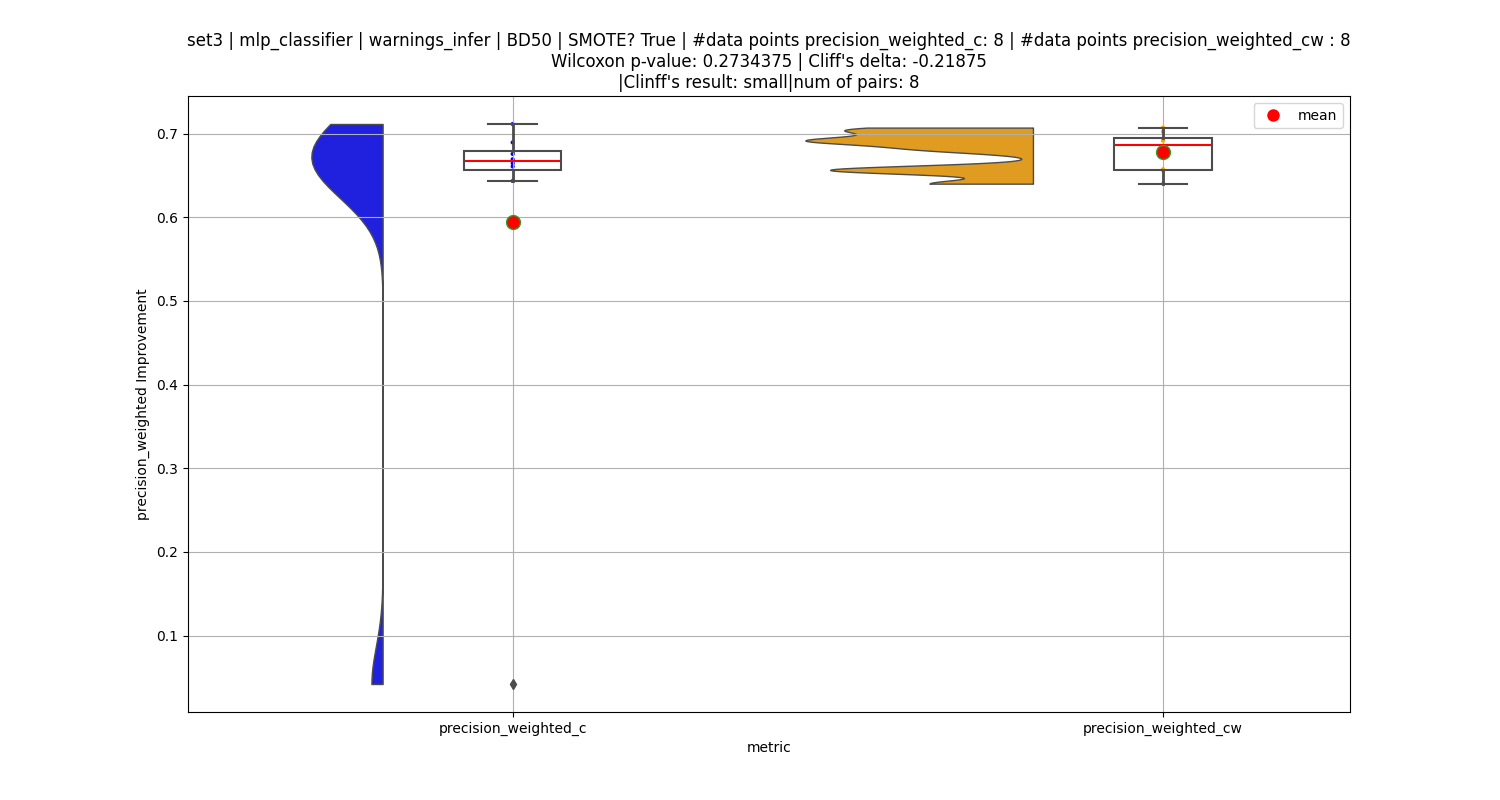 set3 | mlp_classifier | warnings_infer | BD50 | SMOTE? True | #data points precision_weighted_c: 8 | #data points precision_weighted_cw : 8
Wilcoxon p-value: 0.2734375 | Cliff's delta: -0.21875
|Clinff's result: small|num of pairs: 8
mean
0.7
0.6
0.5
0.4
0.3
0.2
0.1
precision_weighted Improvement
precision_weighted_c
precision_weighted_cw
metric